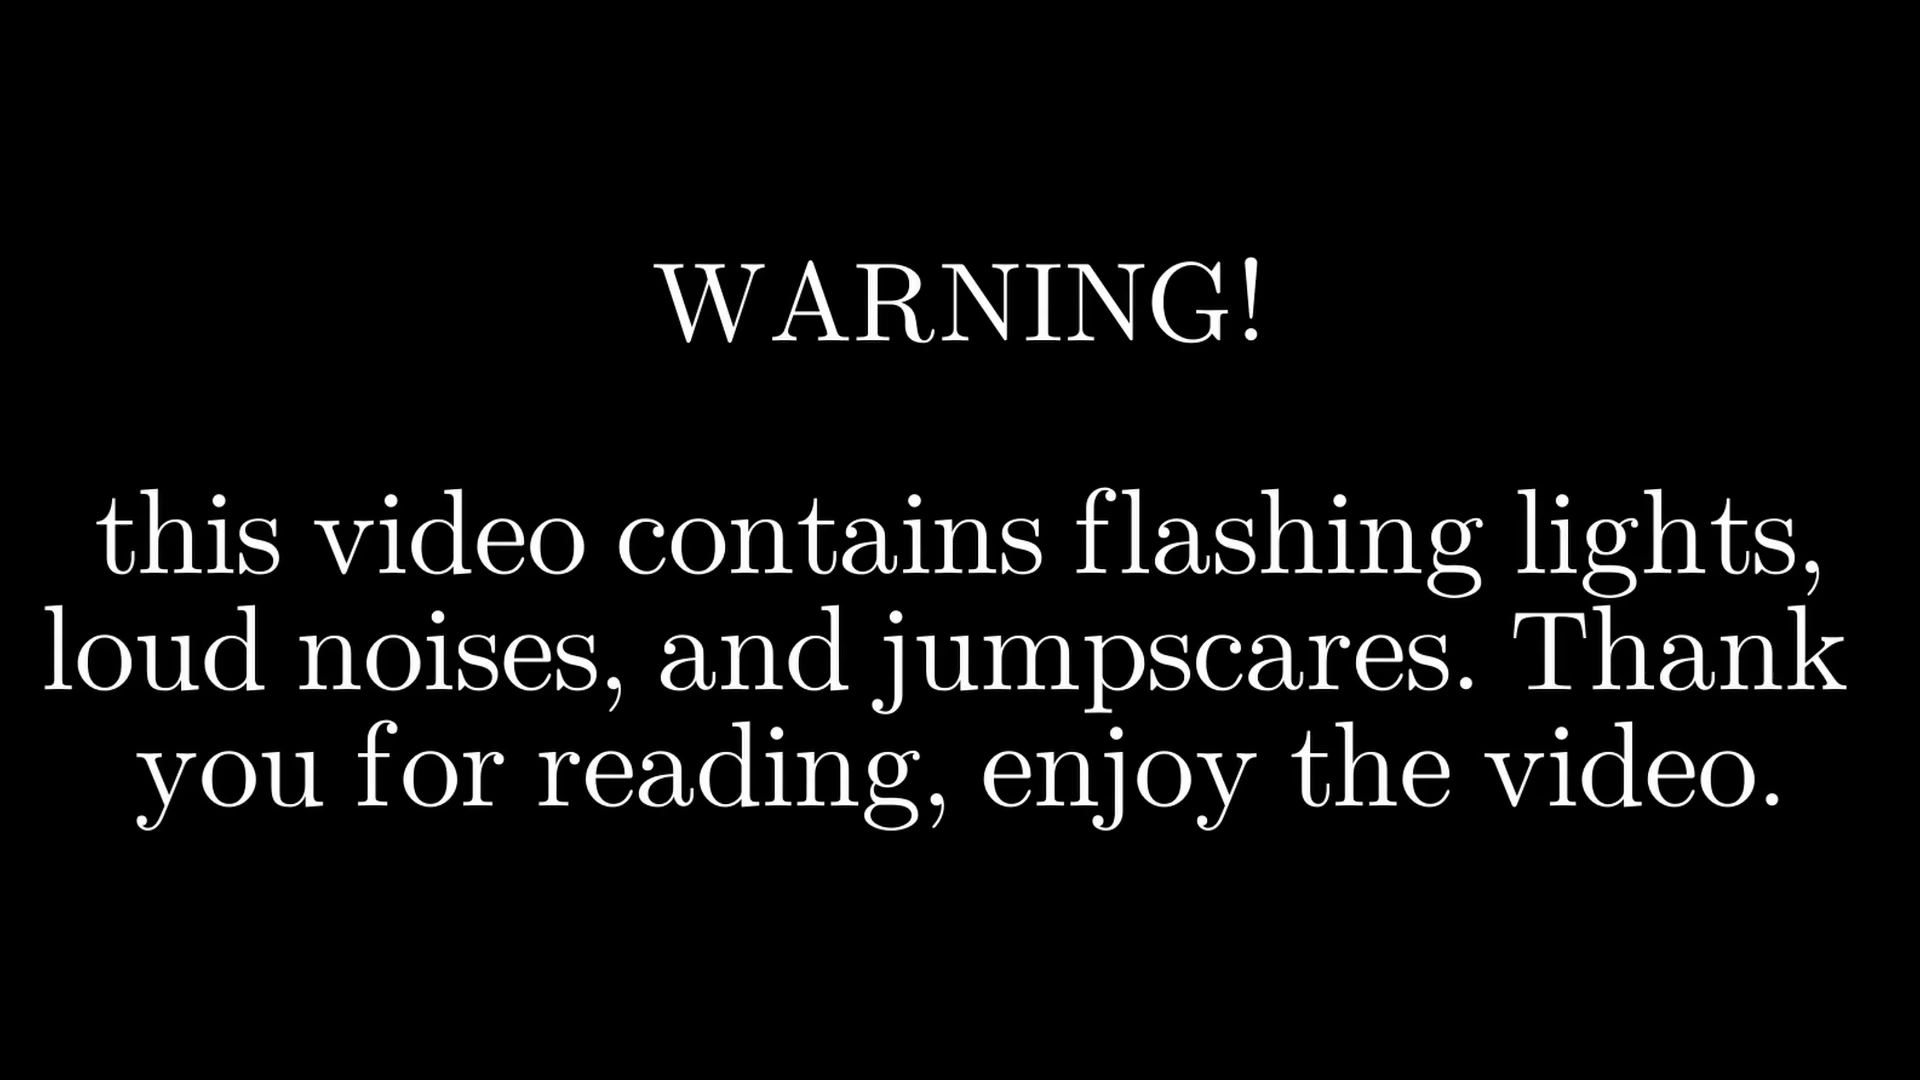 WARNING!
this video contains flashing lights,
loud noises, and jumpscares. Thank
you for reading, enjoy the video.